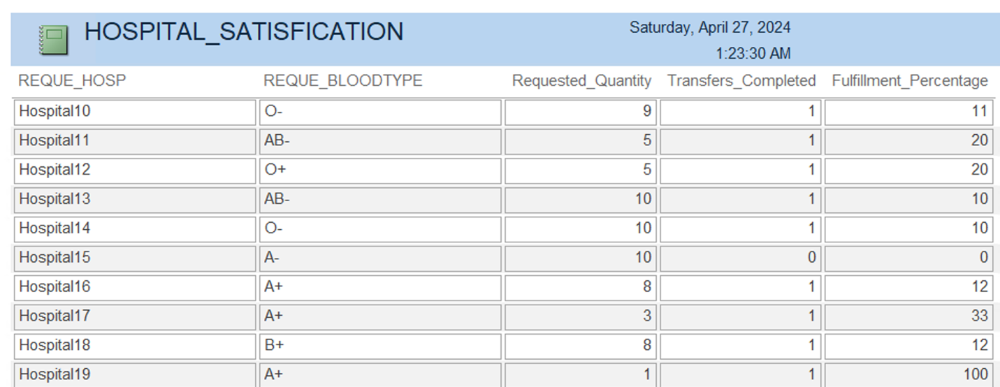 HOSPITAL_SATISFICATION
Saturday, April 27, 2024
1:23:30 AM
REQUE_HOSP REQUE_BLOODTYPE Requested_Quantity Transfers_Completed Fulfillment_Percentage
Hospital10 O- 9 1 11
Hospital11 AB- 5 1 20
Hospital12 O+ 5 1 20
Hospital13 AB- 10 1 10
Hospital14 O- 10 1 10
Hospital15 A- 10 0 0
Hospital16 A+ 8 1 12
Hospital17 A+ 3 1 33
Hospital18 B+ 8 1 12
Hospital19 A+ 1 1 100